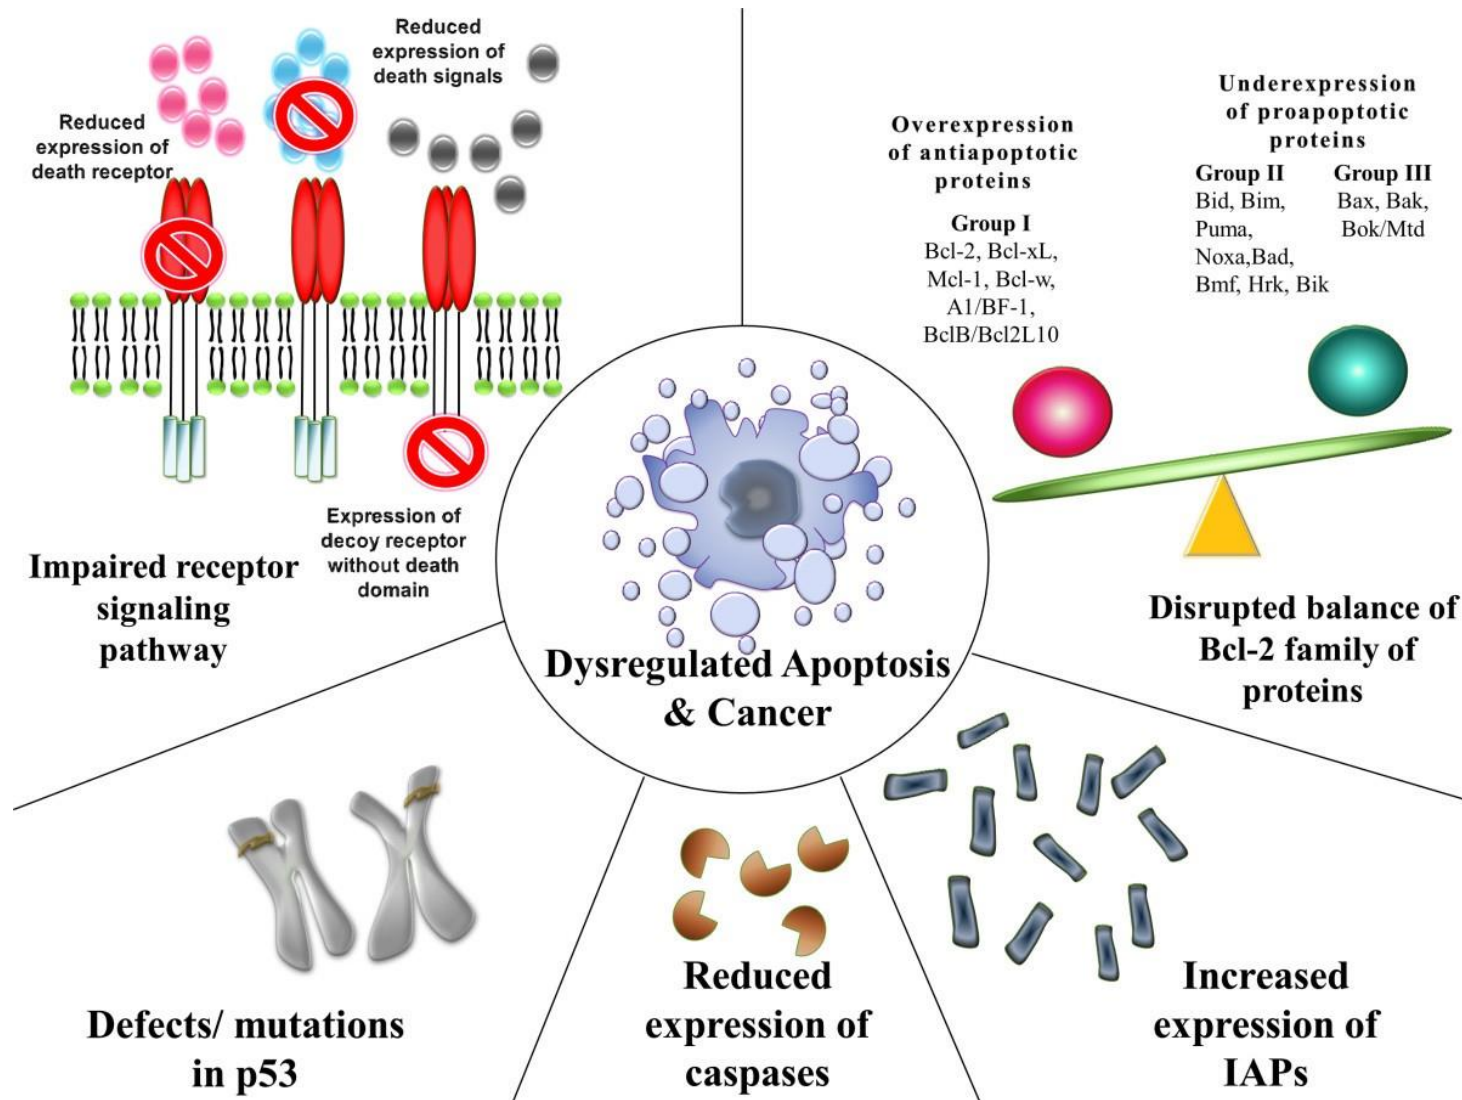 Reduced
expression of
death signals
Reduced
expression of
death receptor
Expression of
decoy receptor
without death
domain
Impaired receptor
signaling
pathway
Overexpression
of antiapoptotic
proteins
Group I
Bcl-2, Bcl-xL,
Mcl-1, Bcl-w,
A1/BF-1,
BclB/Bcl2L10
Underexpression
of proapoptotic
proteins
Group II
Bid, Bim,
Puma,
Noxa,Bad,
Bmf, Hrk, Bik
Group III
Bax, Bak,
Bok/Mtd
Disrupted balance of
Bcl-2 family of
proteins
Dysregulated Apoptosis
& Cancer
Defects/ mutations
in p53
Reduced
expression of
caspases
Increased
expression of
IAPs